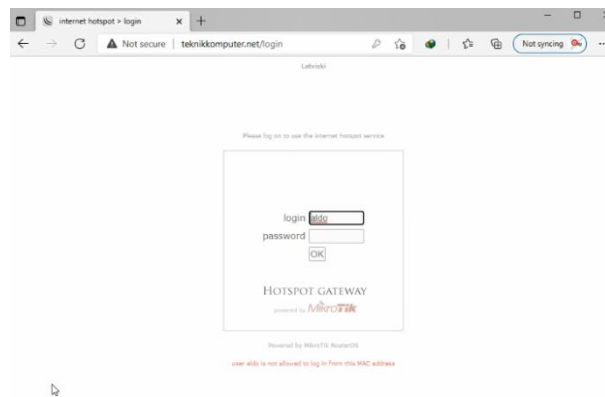 internet hotspot > login
Not secure | teknikkomputer.net/login
Not syncing
Latviski
Please log on to use the internet hotspot service
login aldo
password
OK
HOTSPOT GATEWAY
powered by MikroTik
Powered by MikroTik RouterOS
user aldo is not allowed to log in from this MAC address